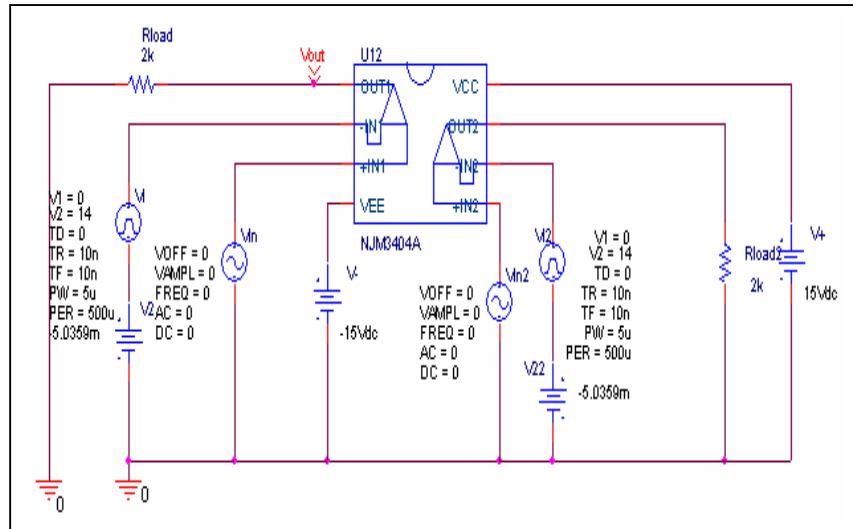 Rload
2k
Vout
U12
OUT1
VCC
-IN1
OUT2
+IN1
-IN2
VEE
+IN2
NJM3404A
V1 = 0
V2 = 14
TD = 0
TR = 10n
TF = 10n
PW = 5u
PER = 500u
V2
-5.0359m
Vin
VOFF = 0
VAMPL = 0
FREQ = 0
AC = 0
DC = 0
V-
-15Vdc
Vin2
VOFF = 0
VAMPL = 0
FREQ = 0
AC = 0
DC = 0
VI2
V1 = 0
V2 = 14
TD = 0
TR = 10n
TF = 10n
PW = 5u
PER = 500u
V22
-5.0359m
Rload2
2k
V+
15Vdc
0
0